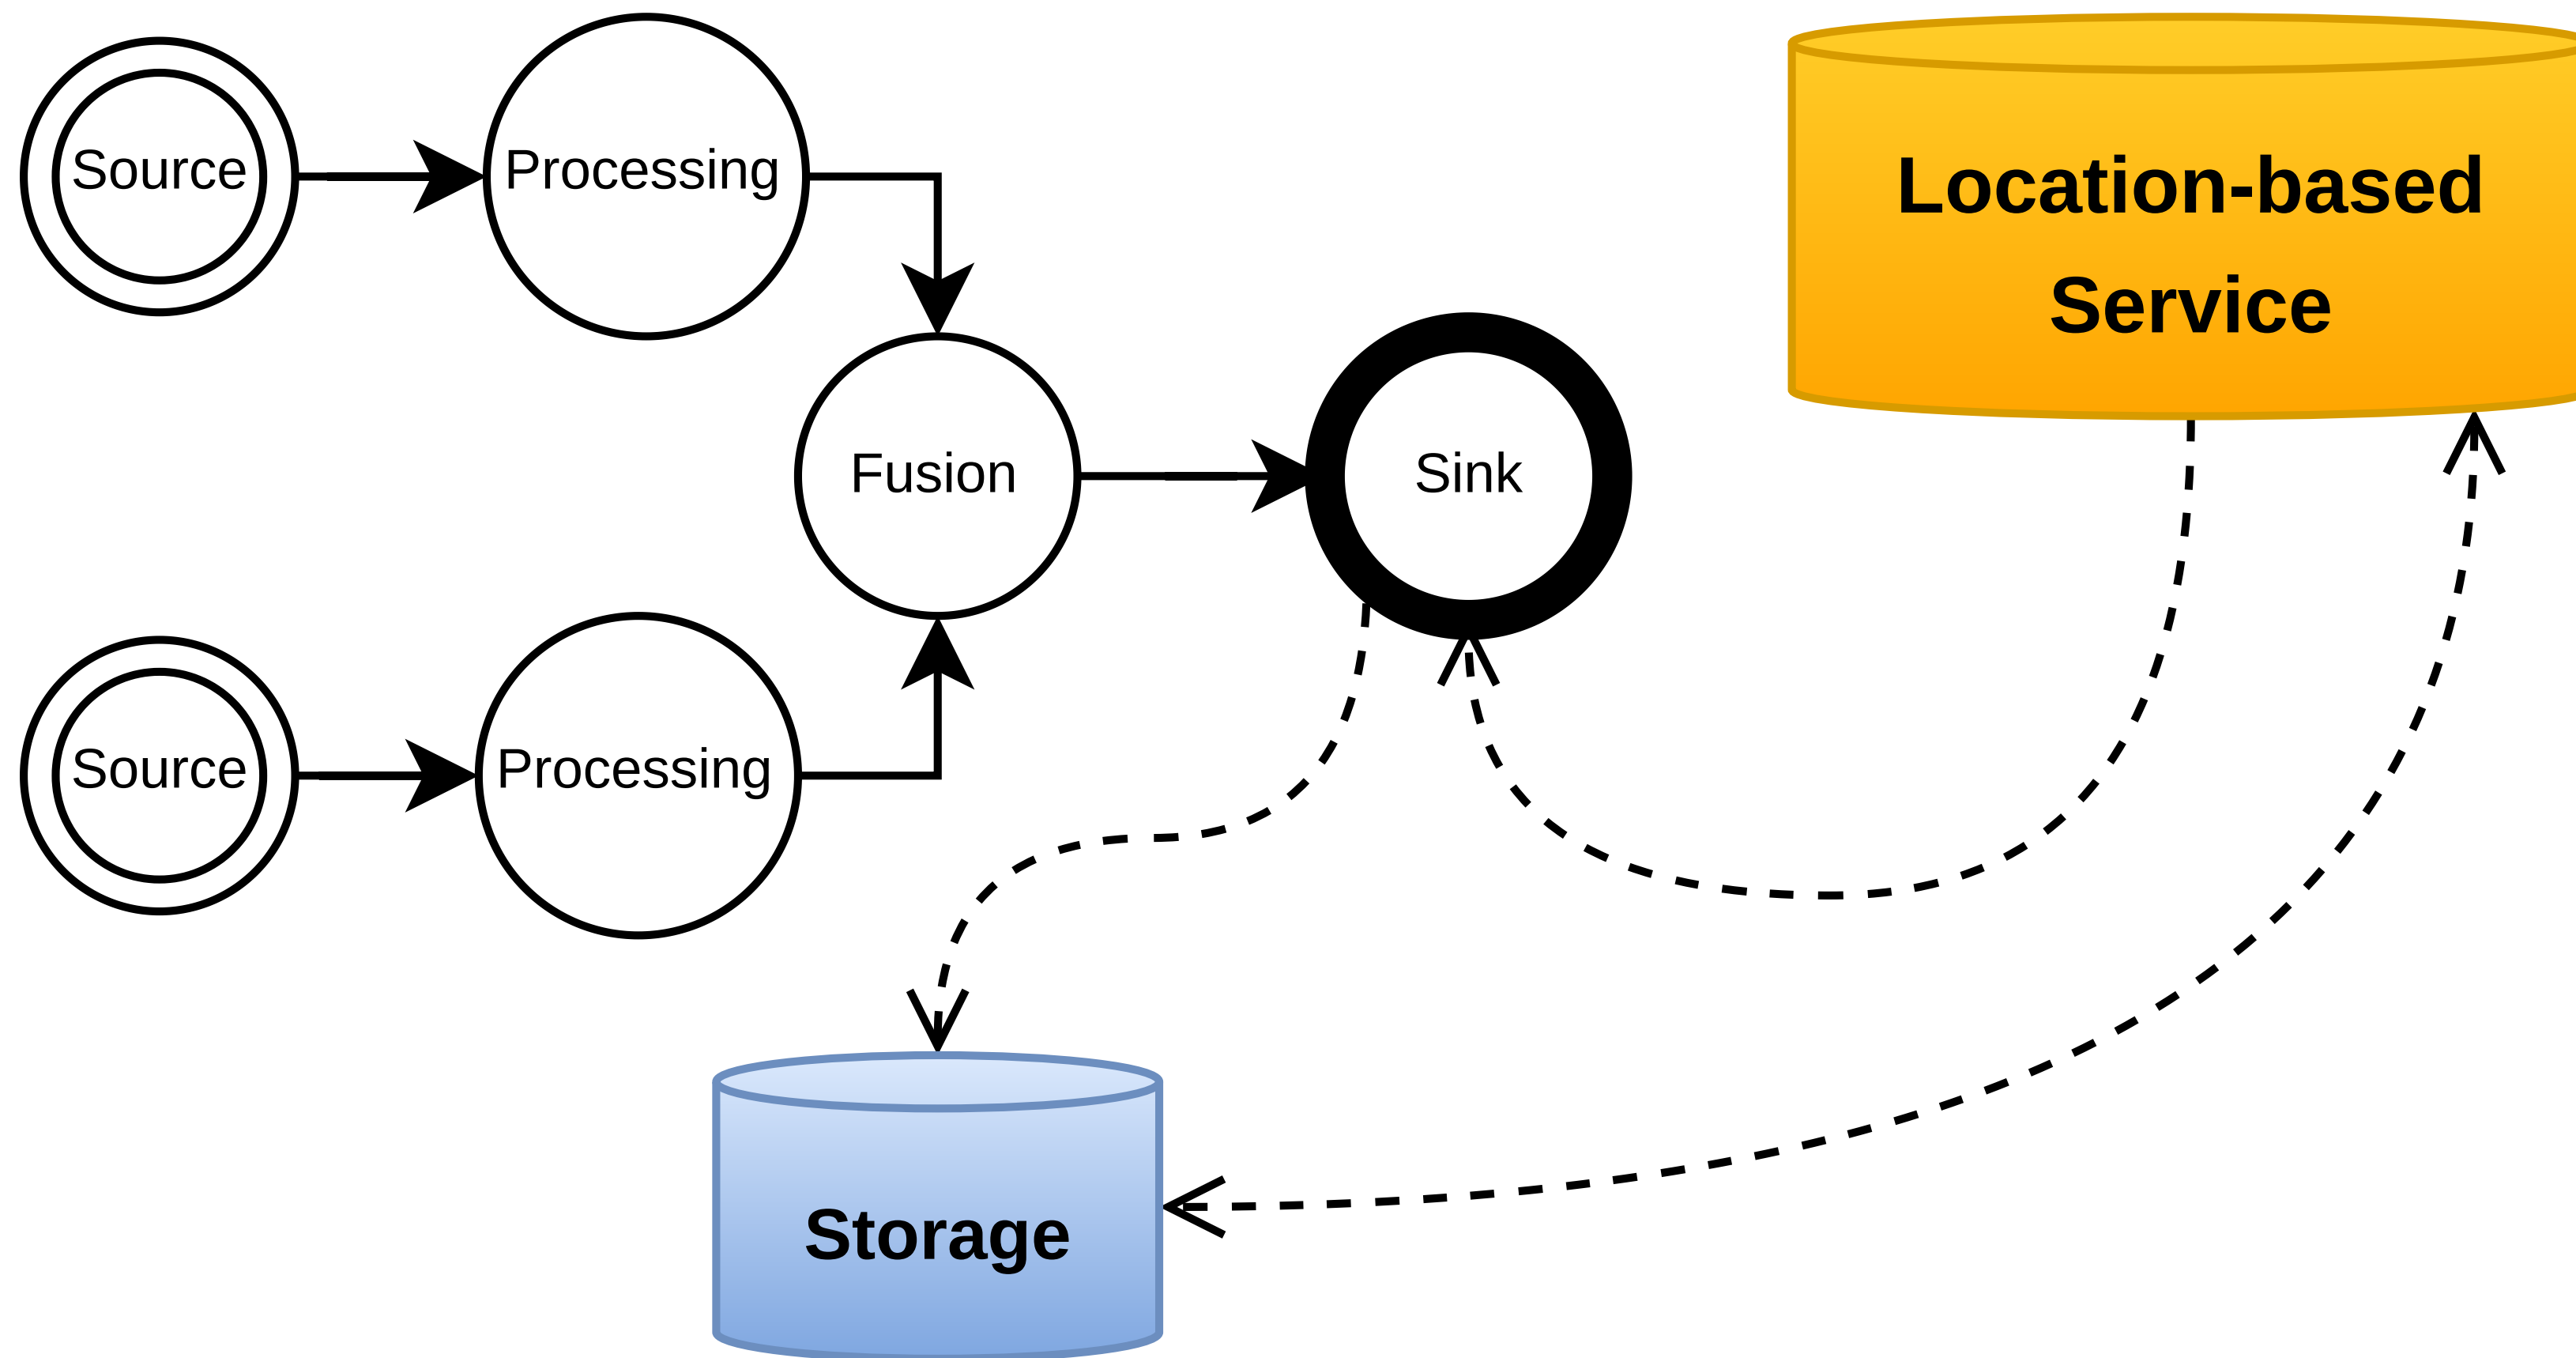 Source
Processing
Location-based
Service
Fusion
Sink
Source
Processing
Storage